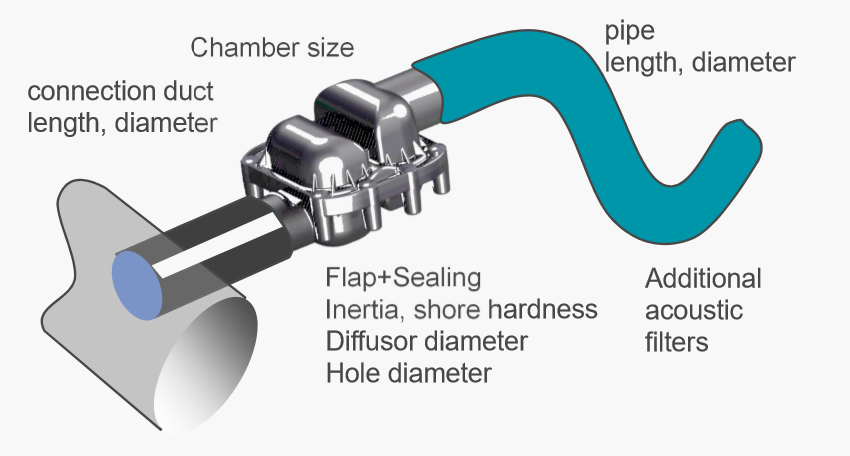 Chamber size
connection duct
length, diameter
pipe
length, diameter
Flap+Sealing
Inertia, shore hardness
Diffusor diameter
Hole diameter
Additional
acoustic
filters